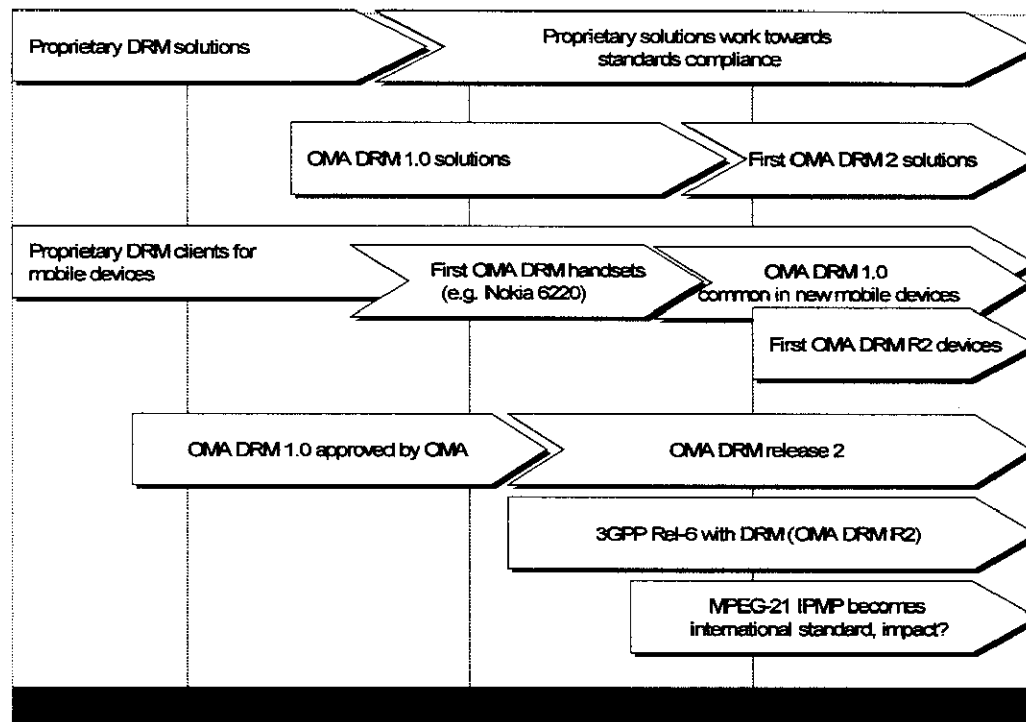 Proprietary DRM solutions
Proprietary solutions work towards
standards compliance
OMA DRM 1.0 solutions
First OMA DRM 2 solutions
Proprietary DRM clients for
mobile devices
First OMA DRM handsets
(e.g. Nokia 6220)
OMA DRM 1.0
common in new mobile devices
First OMA DRM R2 devices
OMA DRM 1.0 approved by OMA
OMA DRM release 2
3GPP Rel-6 with DRM (OMA DRM R2)
MPEG-21 IPMP becomes
international standard, impact?